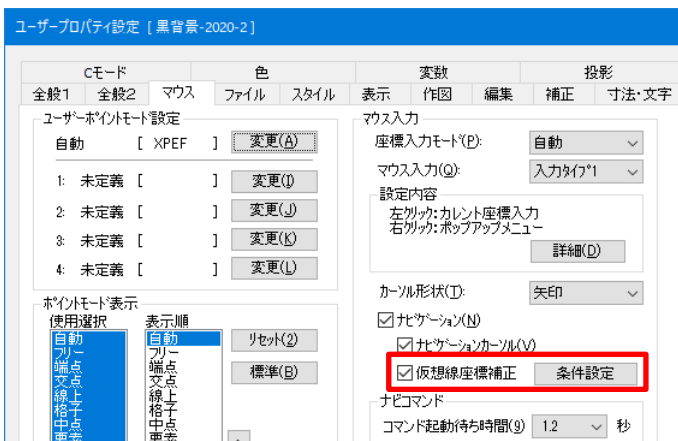 ユーザープロパティ設定 [ 黒背景-2020-2 ]
Cモード 色 変数 投影
全般1 全般2 マウス ファイル スタイル 表示 作図 編集 補正 寸法・文字
ユーザーポイントモード設定
自動 [ XPEF ] 変更(A)
1: 未定義 [ ] 変更(I)
2: 未定義 [ ] 変更(J)
3: 未定義 [ ] 変更(K)
4: 未定義 [ ] 変更(L)
ポイントモード表示
使用選択 表示順
自動 自動 リセット(2)
フリー フリー
端点 端点 標準(B)
交点 交点
線上 線上
格子 格子
中点 中点
要素 要素
マウス入力
座標入力モード(P): 自動
マウス入力(Q): 入力タイプ1
設定内容
左クリック:カレント座標入力
右クリック:ポップアップメニュー
詳細(D)
カーソル形状(T): 矢印
ナビゲーション(N)
ナビゲーションカーソル(V)
仮想線座標補正 条件設定
ナビコマンド
コマンド起動待ち時間(9) 1.2 秒